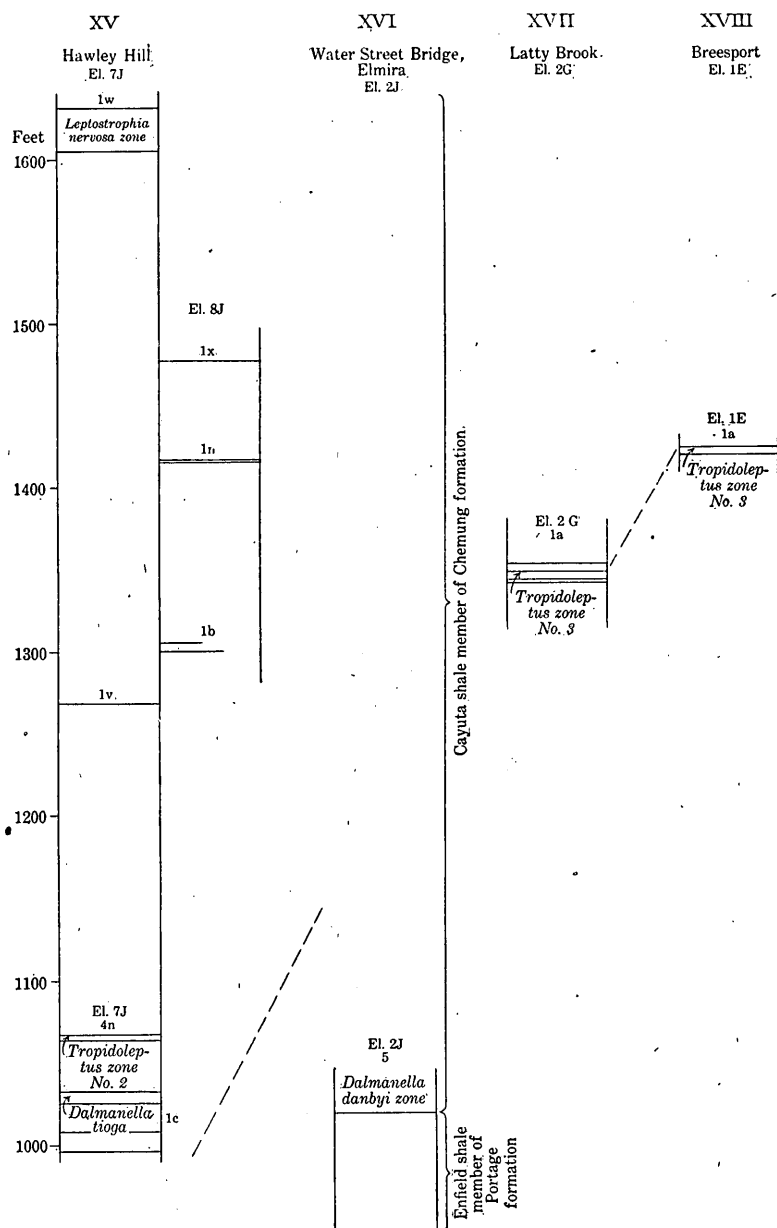 XV
XVI
XVII
XVIII
Hawley Hill
El. 7J
Water Street Bridge,
Elmira
El. 2J
Latty Brook
El. 2G
Breesport
El. 1E
Feet
1600
1500
1400
1300
1200
1100
1000
1w
Leptostrophia
nervosa zone
El. 8J
1x
1n
1b
1v
El. 7J
4n
Tropidolep-
tus zone
No. 2
Dalmanella
tioga
1c
El. 2J
5
Dalmanella
danbyi zone
Cayuta shale member of Chemung formation.
Enfield shale
member of
Portage
formation
El. 2G
1a
Tropidolep-
tus zone
No. 3
El. 1E
1a
Tropidolep-
tus zone
No. 3